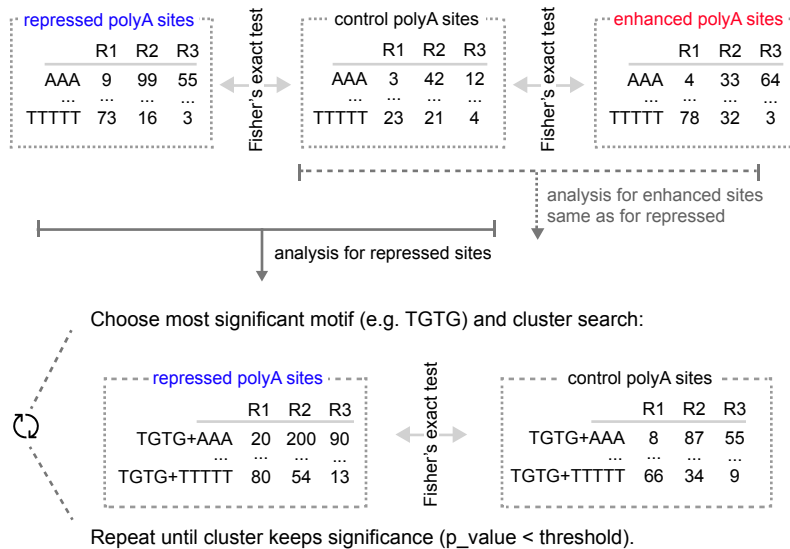 repressed polyA sites
R1 R2 R3
AAA 9 99 55
... ... ... ...
TTTTT 73 16 3
Fisher's exact test
control polyA sites
R1 R2 R3
AAA 3 42 12
... ... ... ...
TTTTT 23 21 4
Fisher's exact test
enhanced polyA sites
R1 R2 R3
AAA 4 33 64
... ... ... ...
TTTTT 78 32 3
analysis for enhanced sites
same as for repressed
analysis for repressed sites
Choose most significant motif (e.g. TGTG) and cluster search:
repressed polyA sites
R1 R2 R3
TGTG+AAA 20 200 90
... ... ... ...
TGTG+TTTTT 80 54 13
Fisher's exact test
control polyA sites
R1 R2 R3
TGTG+AAA 8 87 55
... ... ... ...
TGTG+TTTTT 66 34 9
Repeat until cluster keeps significance (p_value < threshold).